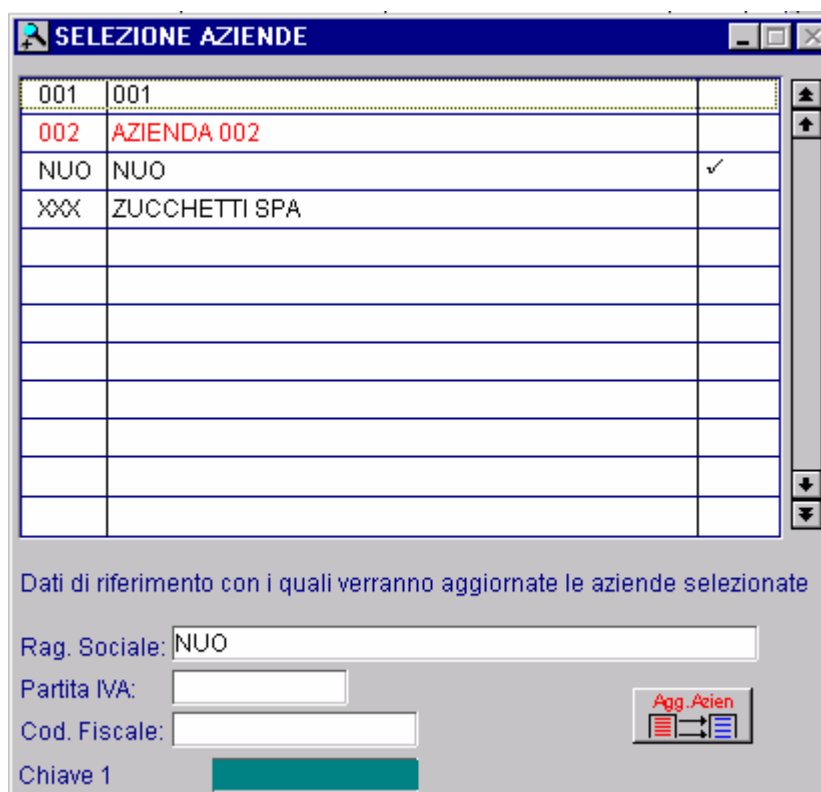 SELEZIONE AZIENDE
001 001
002 AZIENDA 002
NUO NUO ✓
XXX ZUCCHETTI SPA
Dati di riferimento con i quali verranno aggiornate le aziende selezionate
Rag. Sociale: NUO
Partita IVA:
Agg.Azien
Cod. Fiscale:
Chiave 1